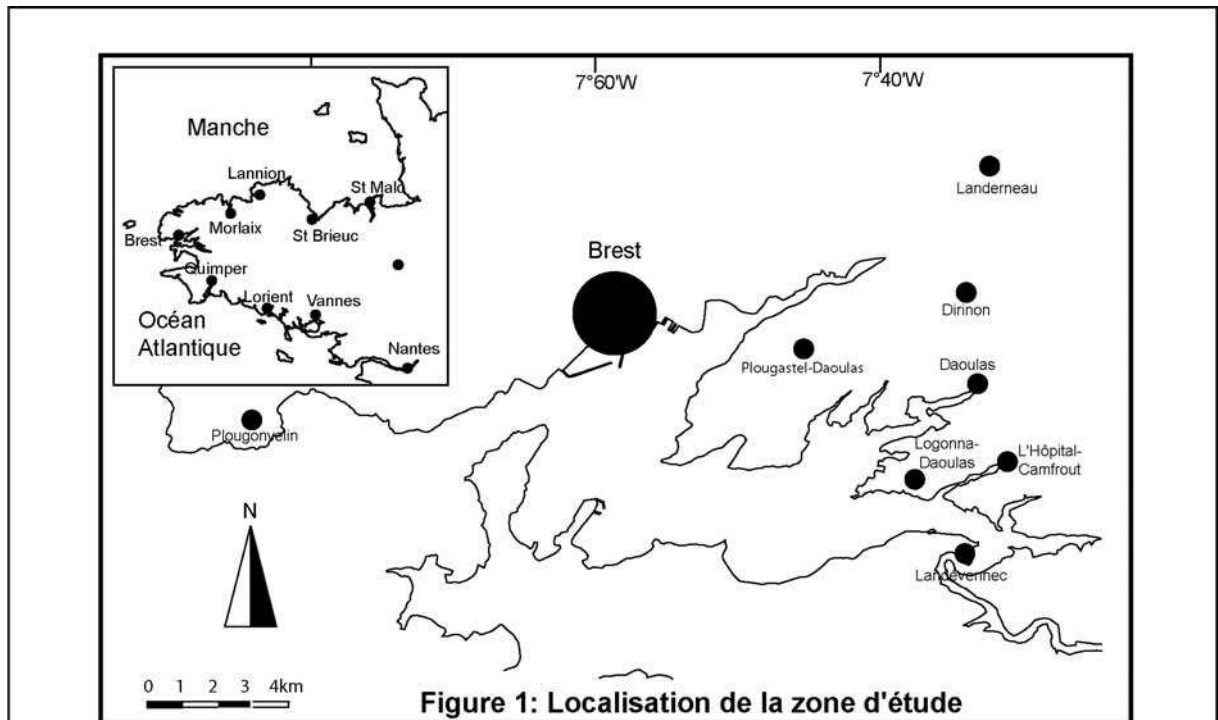 7°60'W
7°40'W
Manche
Lannion
St Malo
Morlaix
St Brieuc
Brest
Quimper
Lorient
Vannes
Océan
Atlantique
Nantes
Landerneau
Brest
Dirinon
Plougastel-Daoulas
Daoulas
Plougonvelin
Logonna-
Daoulas
L'Hôpital-
Camfrout
N
Landévennec
0 1 2 3 4km
Figure 1: Localisation de la zone d'étude